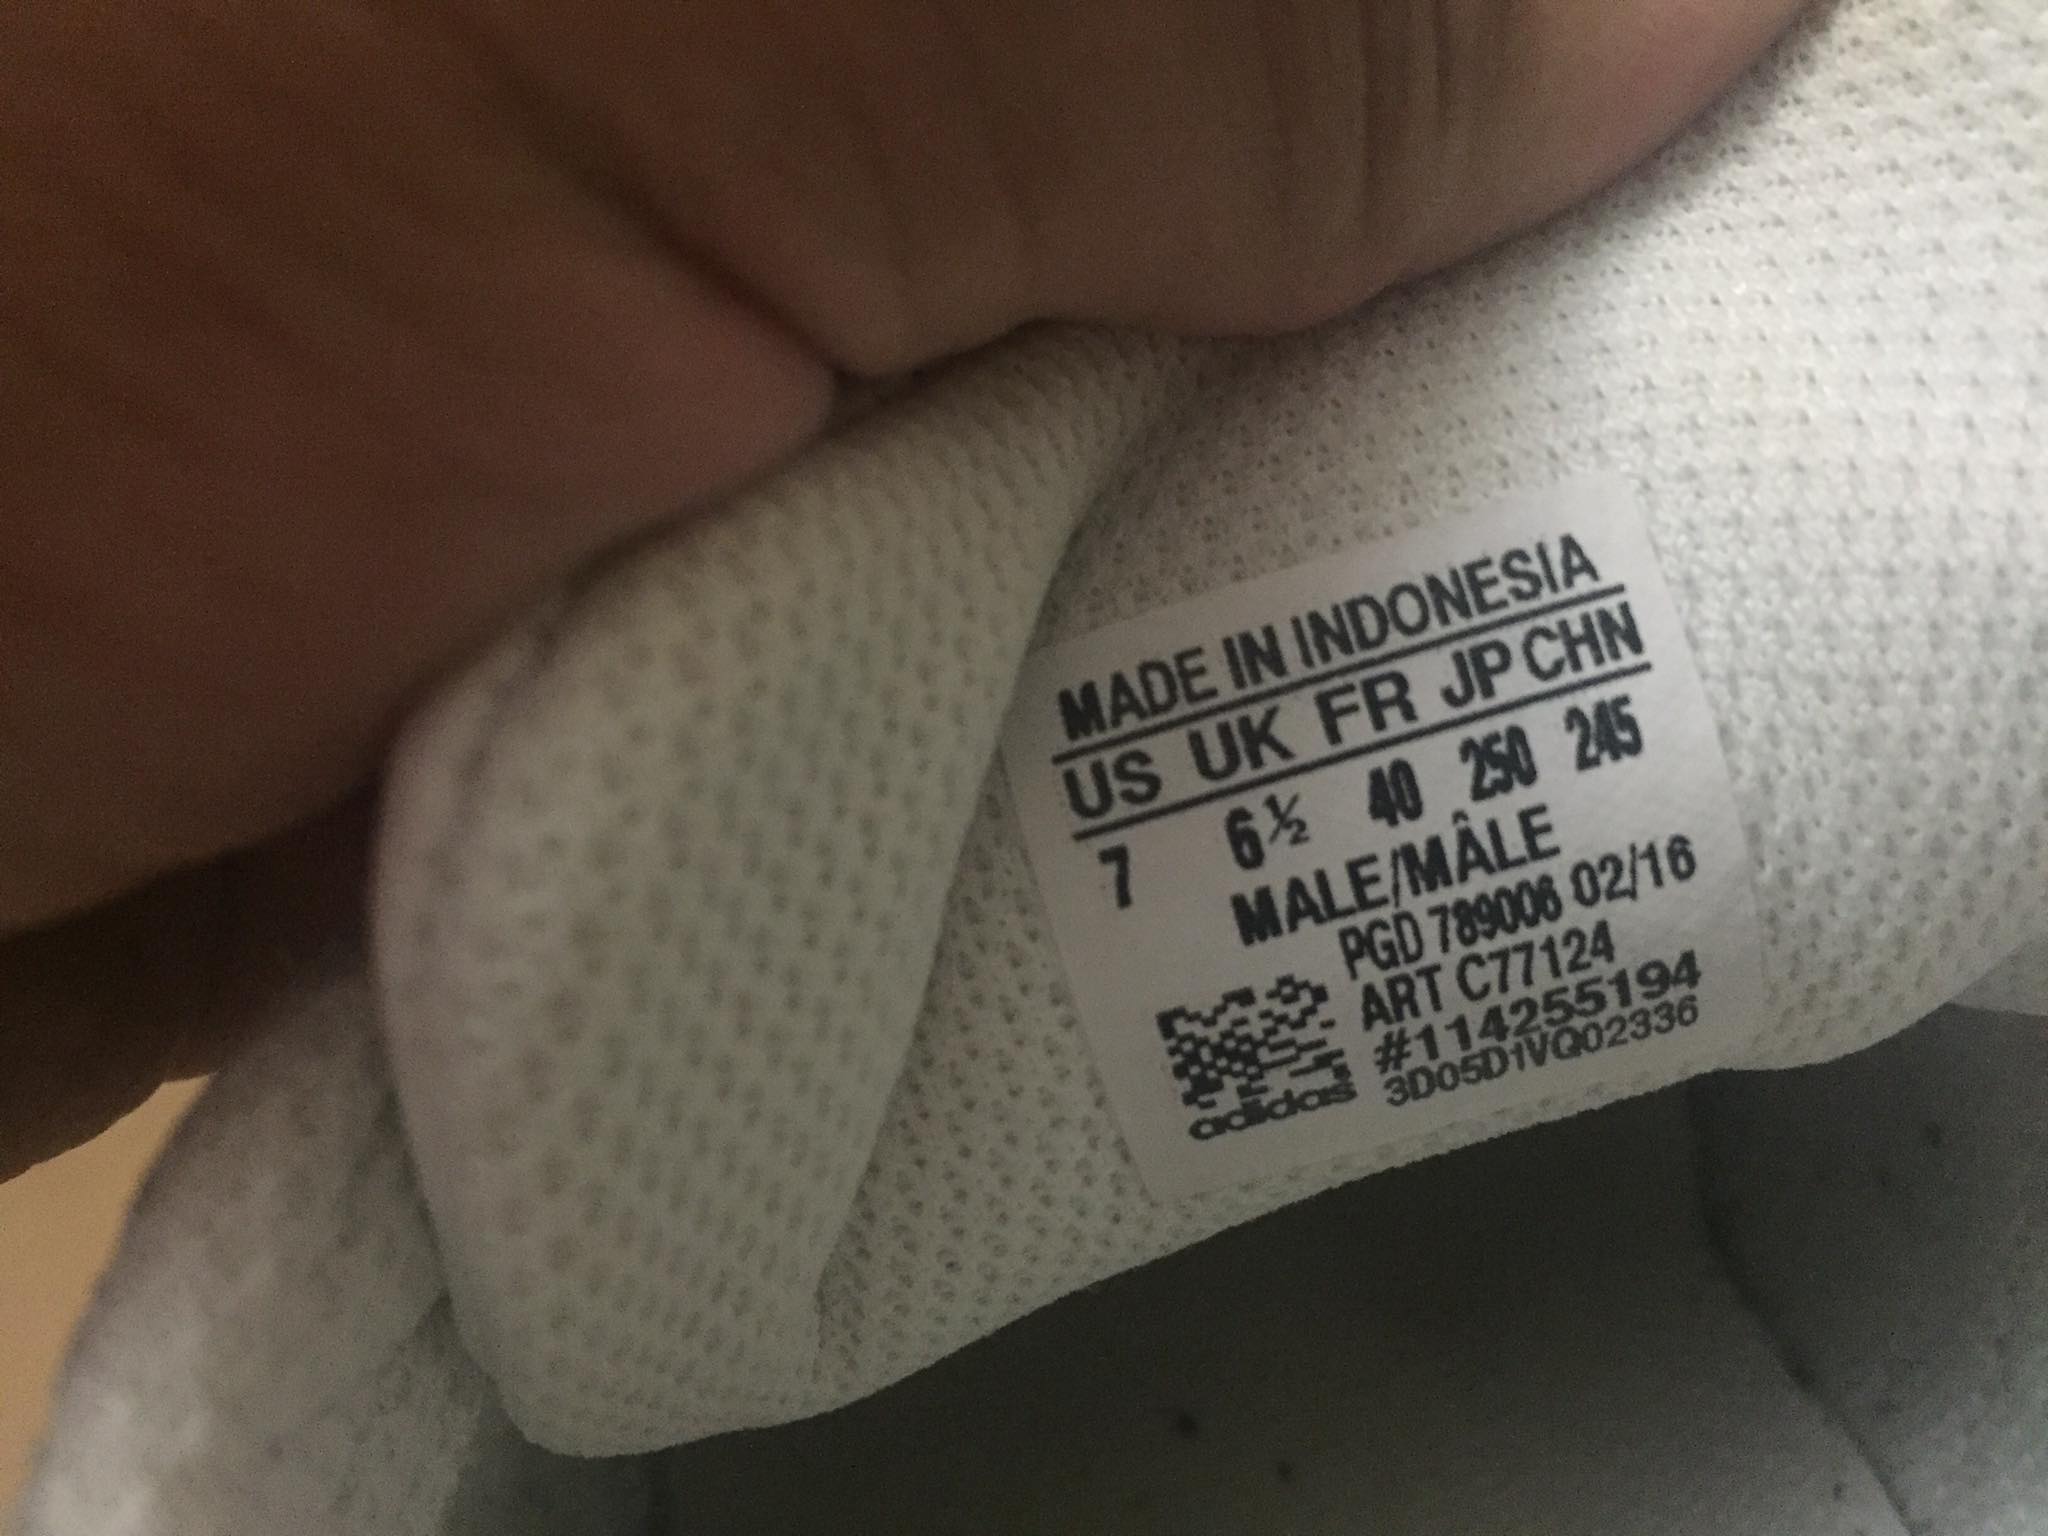 MADE IN INDONESIA
US UK FR JP CHN
7 6½ 40 250 245
MALE/MÂLE
PGD 789006 02/16
ART C77124
#114255194
3D05D1VQ02336
adidas